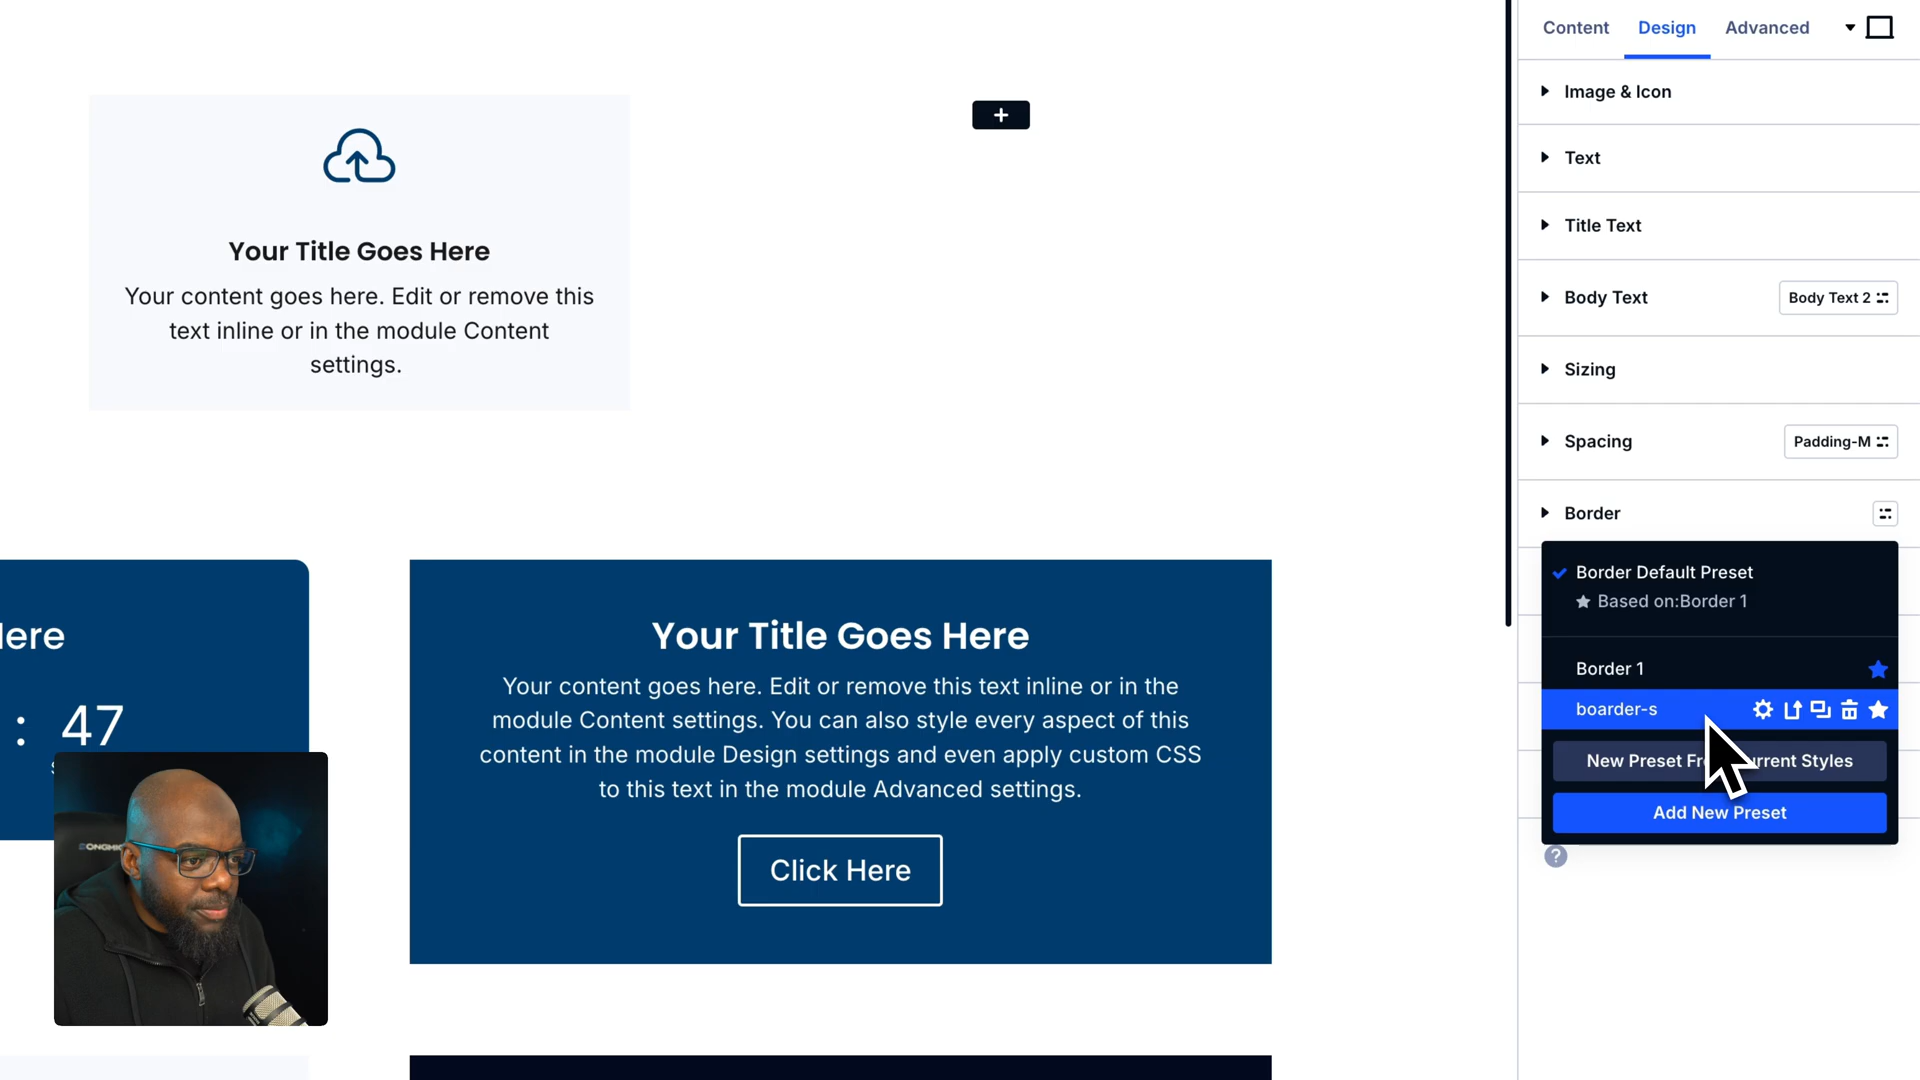 Content Design Advanced
Image & Icon
Text
Title Text
Body Text
Body Text 2
Sizing
Spacing
Padding-M
Border
Border Default Preset
Based on:Border 1
Border 1
boarder-s
New Preset Fr urrent Styles
Add New Preset
?
+
Your Title Goes Here
Your content goes here. Edit or remove this
text inline or in the module Content
settings.
Here
: 47
Your Title Goes Here
Your content goes here. Edit or remove this text inline or in the
module Content settings. You can also style every aspect of this
content in the module Design settings and even apply custom CSS
to this text in the module Advanced settings.
Click Here